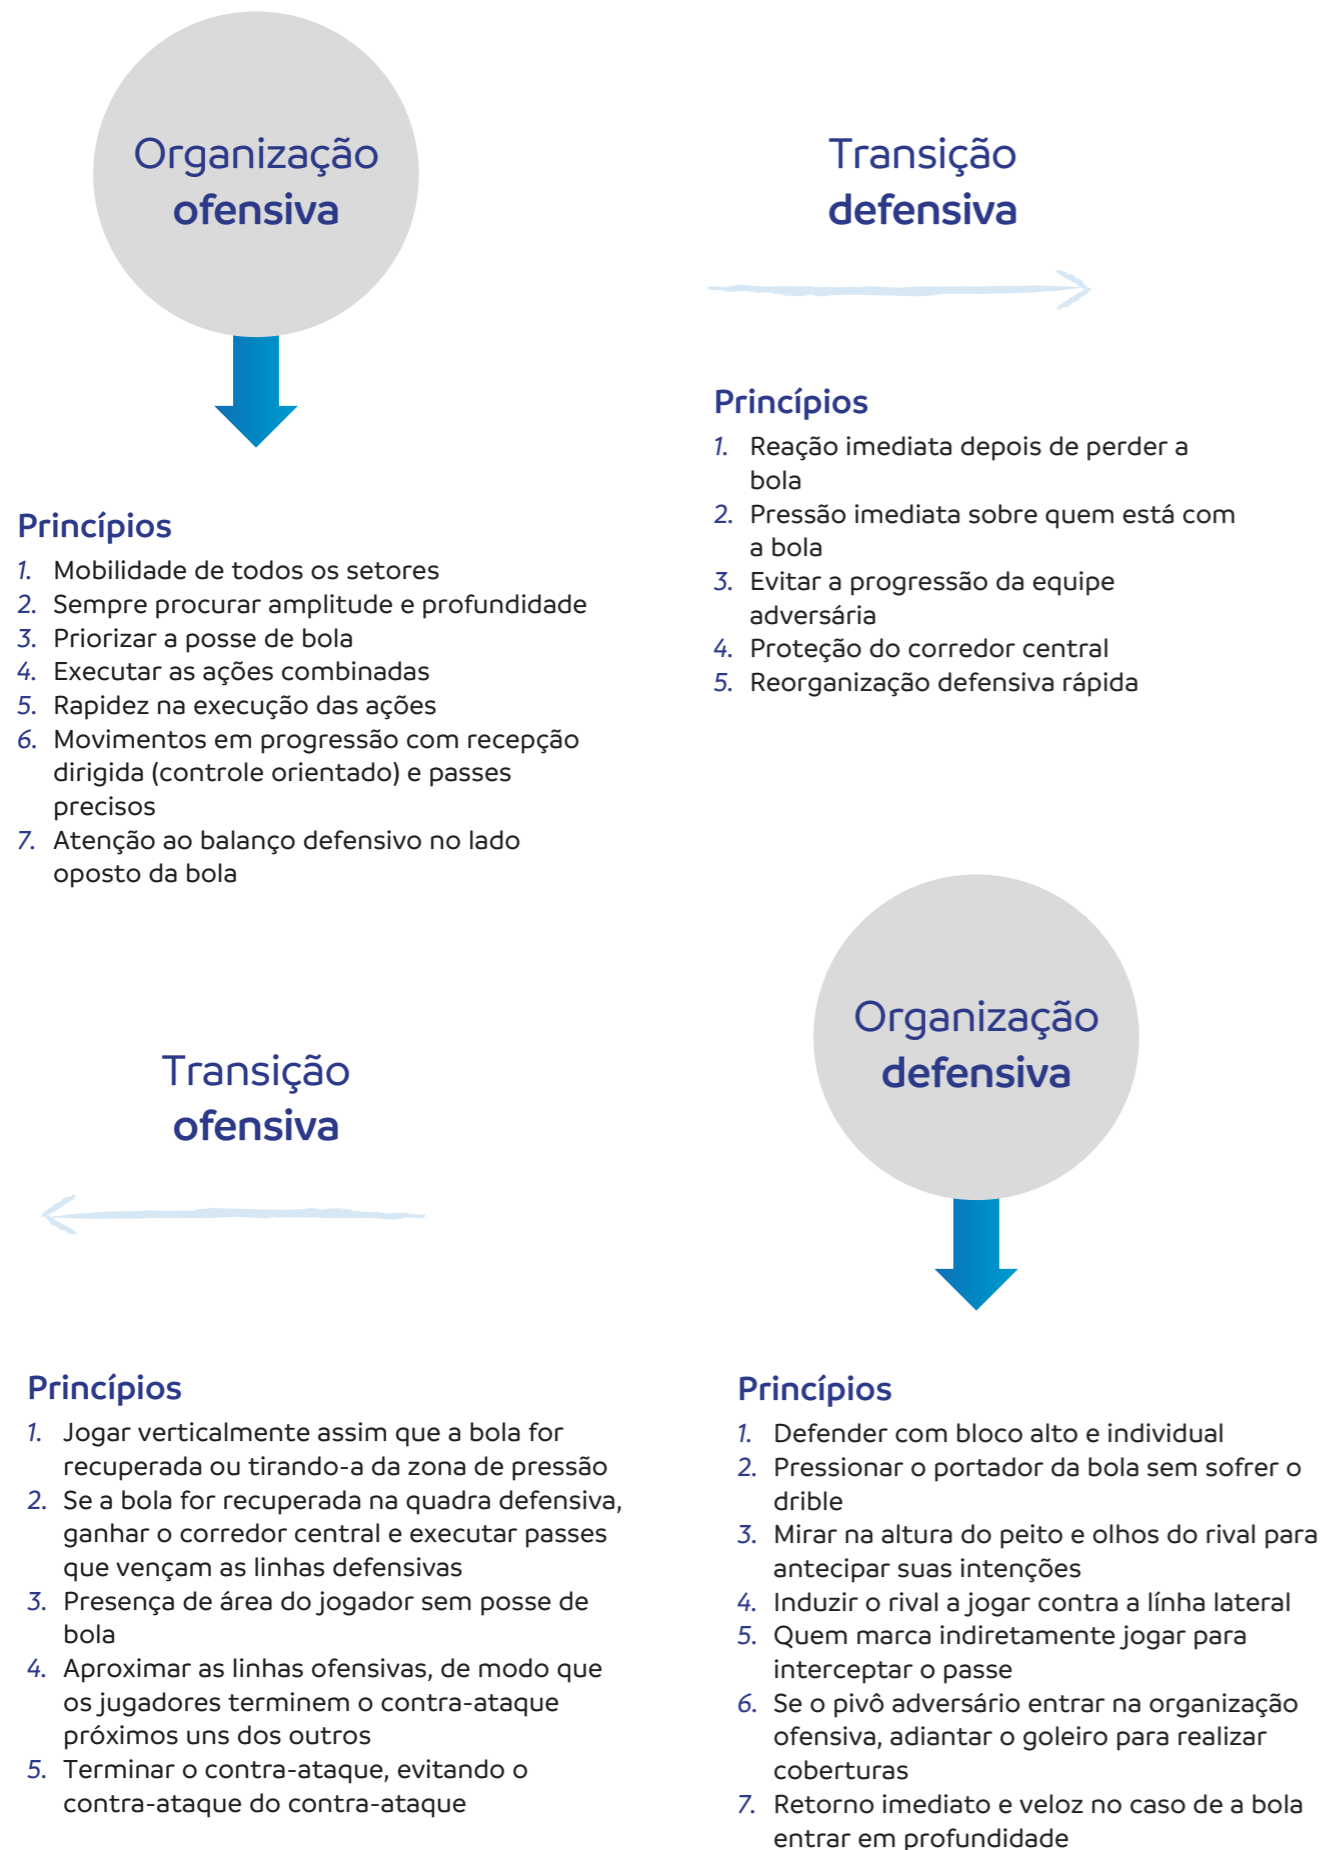 Organização
ofensiva
Princípios
1. Mobilidade de todos os setores
2. Sempre procurar amplitude e profundidade
3. Priorizar a posse de bola
4. Executar as ações combinadas
5. Rapidez na execução das ações
6. Movimentos em progressão com recepção
dirigida (controle orientado) e passes
precisos
7. Atenção ao balanço defensivo no lado
oposto da bola
Transição
defensiva
Princípios
1. Reação imediata depois de perder a
bola
2. Pressão imediata sobre quem está com
a bola
3. Evitar a progressão da equipe
adversária
4. Proteção do corredor central
5. Reorganização defensiva rápida
Transição
ofensiva
Princípios
1. Jogar verticalmente assim que a bola for
recuperada ou tirando-a da zona de pressão
2. Se a bola for recuperada na quadra defensiva,
ganhar o corredor central e executar passes
que vençam as linhas defensivas
3. Presença de área do jogador sem posse de
bola
4. Aproximar as linhas ofensivas, de modo que
os jugadores terminem o contra-ataque
próximos uns dos outros
5. Terminar o contra-ataque, evitando o
contra-ataque do contra-ataque
Organização
defensiva
Princípios
1. Defender com bloco alto e individual
2. Pressionar o portador da bola sem sofrer o
drible
3. Mirar na altura do peito e olhos do rival para
antecipar suas intenções
4. Induzir o rival a jogar contra a línha lateral
5. Quem marca indiretamente jogar para
interceptar o passe
6. Se o pivô adversário entrar na organização
ofensiva, adiantar o goleiro para realizar
coberturas
7. Retorno imediato e veloz no caso de a bola
entrar em profundidade